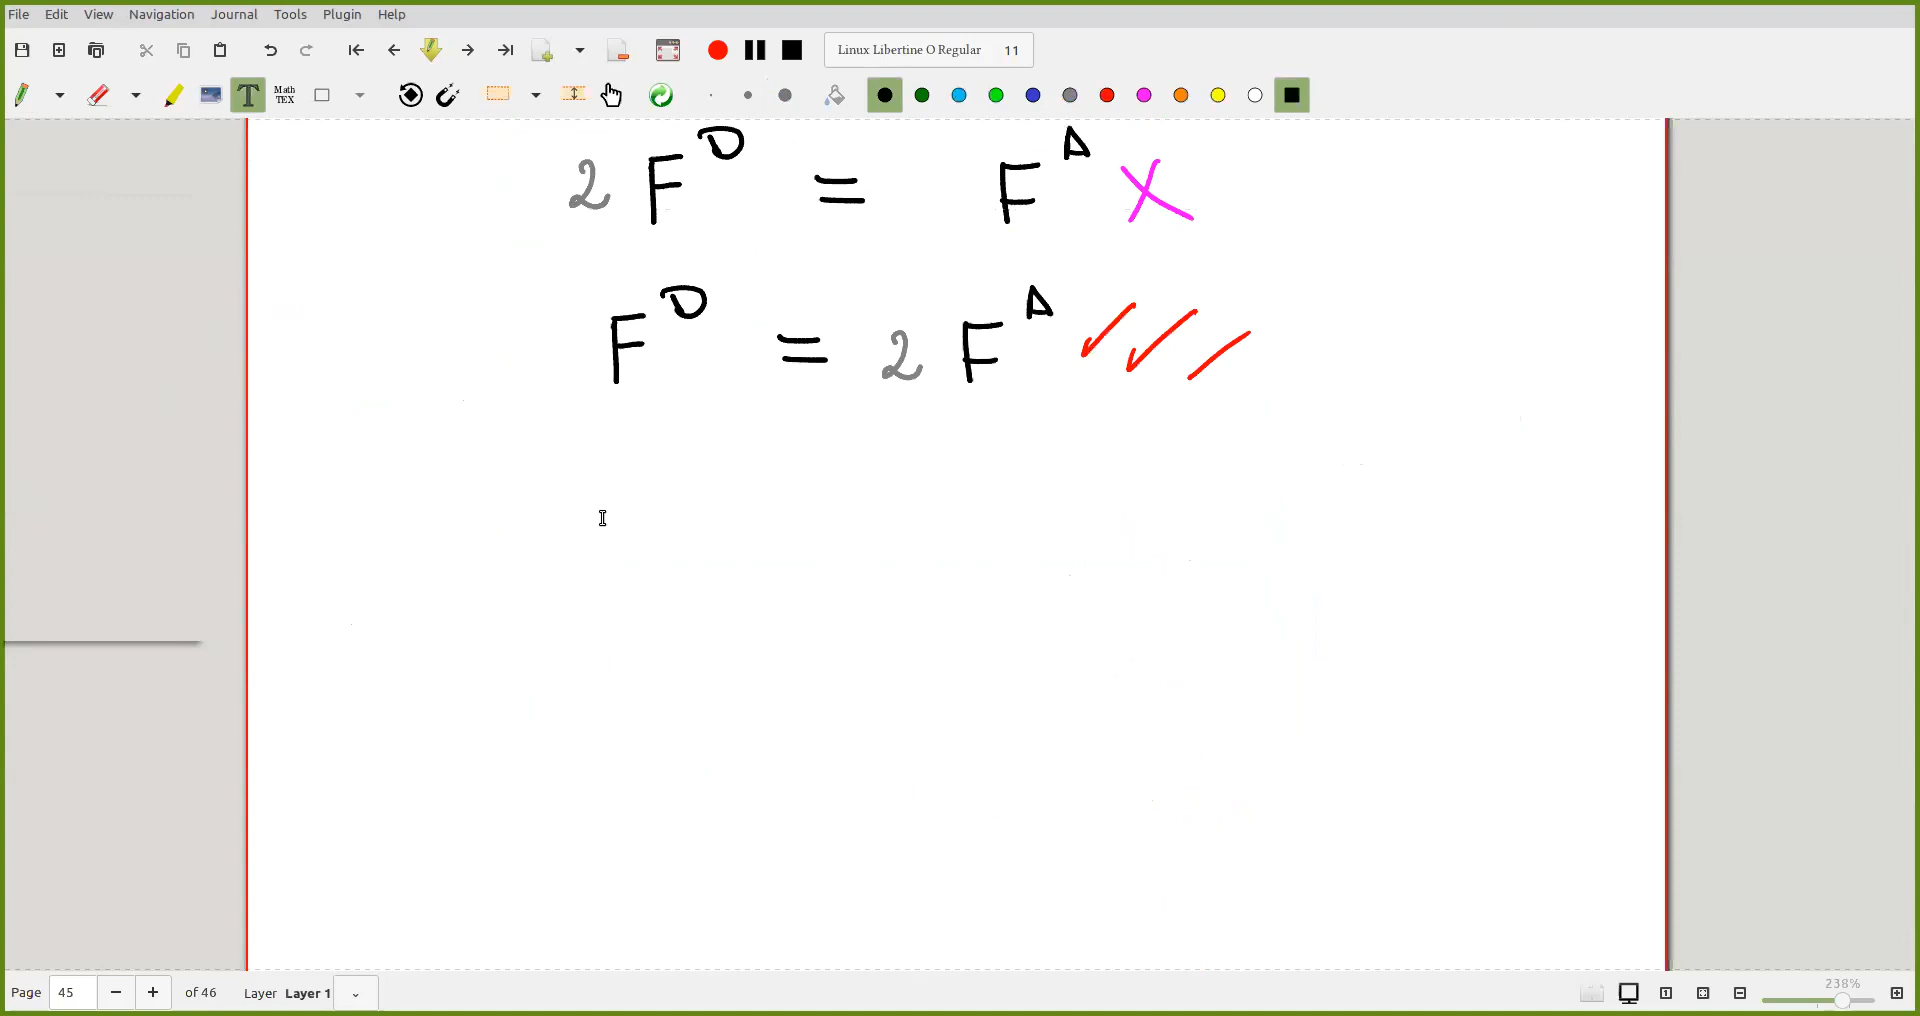 File Edit View Navigation Journal Tools Plugin Help
Linux Libertine O Regular 11
Math TEX
2 F^D = F^A X
F^D = 2 F^A
Page 45 of 46 Layer Layer 1 238%